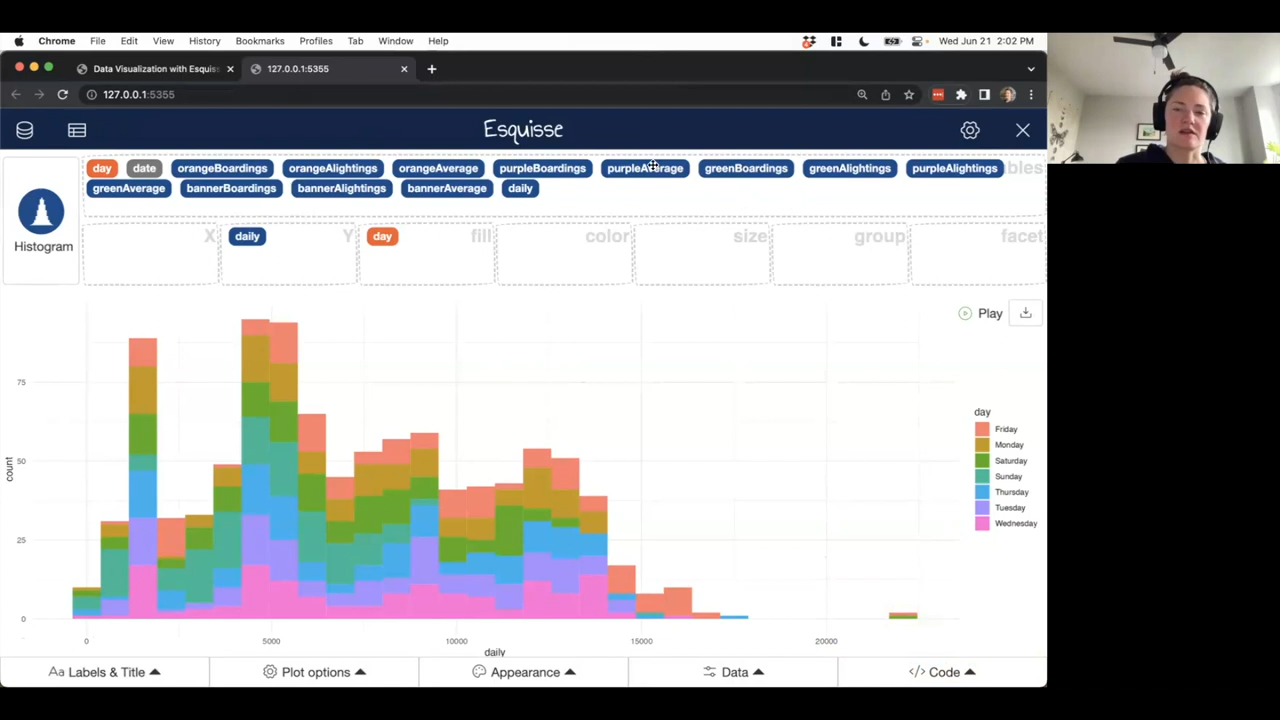 Chrome File Edit View History Bookmarks Profiles Tab Window Help Wed Jun 21 2:02 PM
Data Visualization with Esquiss 127.0.0.1:5355
127.0.0.1:5355
Esquisse
day date orangeBoardings orangeAlightings orangeAverage purpleBoardings purpleAverage greenBoardings greenAlightings purpleAlightings bles
greenAverage bannerBoardings bannerAlightings bannerAverage daily
Histogram
X daily Y day fill color size group facet
Play
75
50
25
0
count
0 5000 10000 15000 20000
daily
day
Friday
Monday
Saturday
Sunday
Thursday
Tuesday
Wednesday
Aa Labels & Title Plot options Appearance Data </> Code